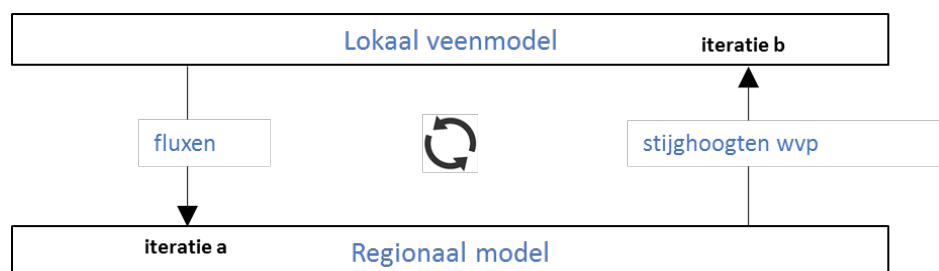 Lokaal veenmodel
iteratie b
fluxen
stijghoogten wvp
iteratie a
Regionaal model